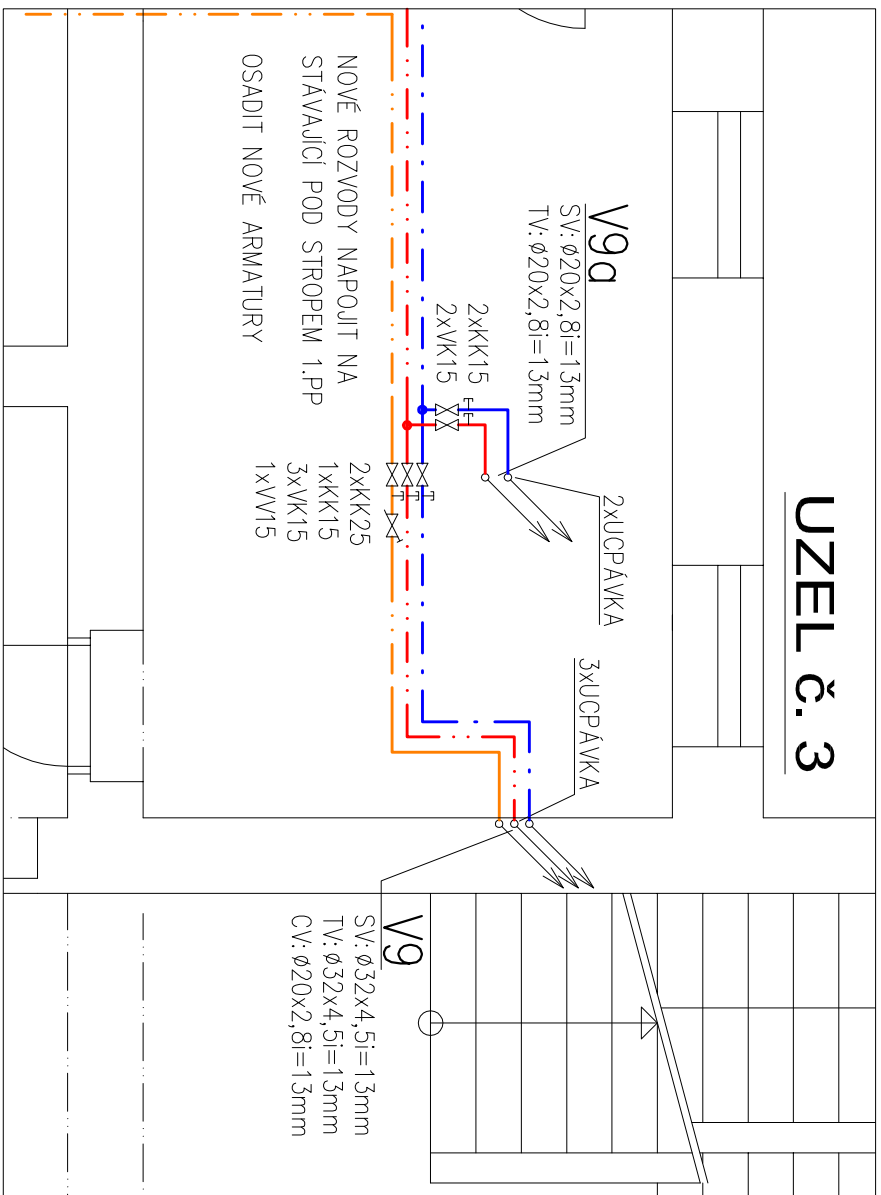 UZEL č. 3
V9a
SV: ø20x2,8i=13mm
TV: ø20x2,8i=13mm
2xUCPÁVKA
3xUCPÁVKA
2xKK15
2xVK15
NOVÉ ROZVODY NAPOJIT NA
STÁVAJÍCÍ POD STROPEM 1.PP
OSADIT NOVÉ ARMATURY
2xKK25
1xKK15
3xVK15
1xVV15
V9
SV: ø32x4,5i=13mm
TV: ø32x4,5i=13mm
CV: ø20x2,8i=13mm